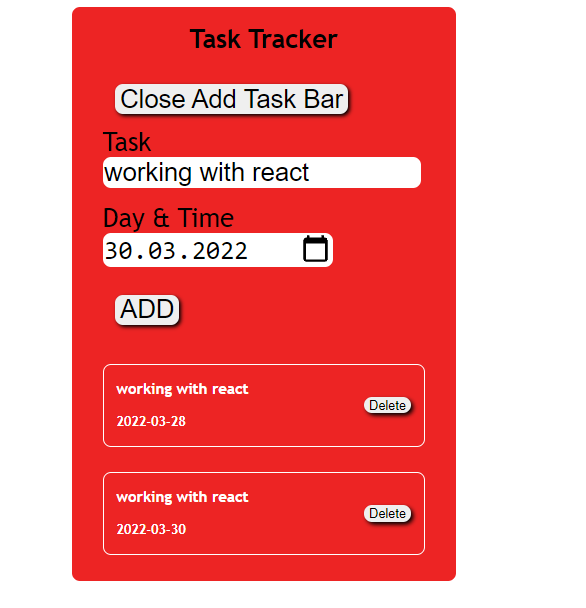 Task Tracker
Close Add Task Bar
Task
working with react
Day & Time
30.03.2022
ADD
working with react
2022-03-28
Delete
working with react
2022-03-30
Delete